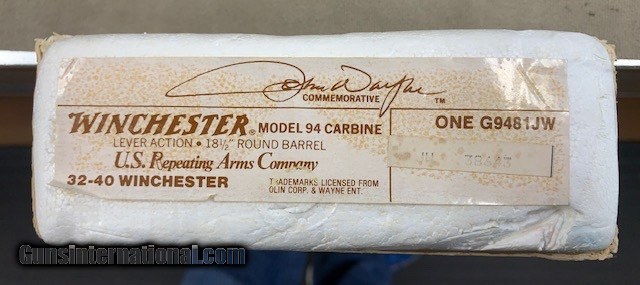 John Wayne
COMMEMORATIVE ™
WINCHESTER® MODEL 94 CARBINE
LEVER ACTION • 18½" ROUND BARREL
U.S. Repeating Arms Company
32-40 WINCHESTER
TRADEMARKS LICENSED FROM
OLIN CORP. & WAYNE ENT.
ONE G9481JW
JW
GunsInternational.com